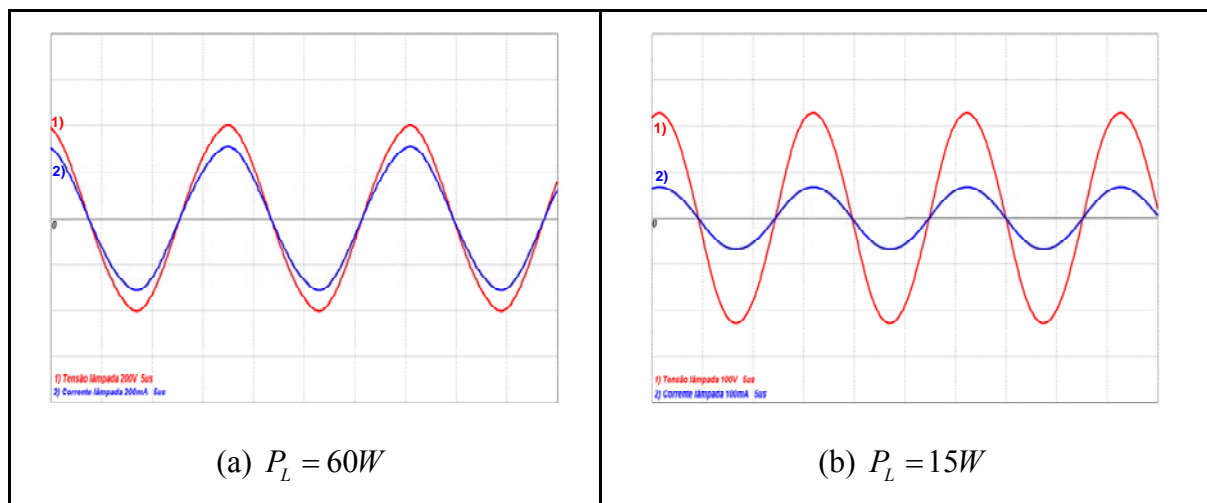 1)
2)
0
1) Tensão lâmpada 200V 5us
2) Corrente lâmpada 200mA 5us
(a) P_L = 60W
1)
2)
0
1) Tensão lâmpada 100V 5us
2) Corrente lâmpada 100mA 5us
(b) P_L = 15W